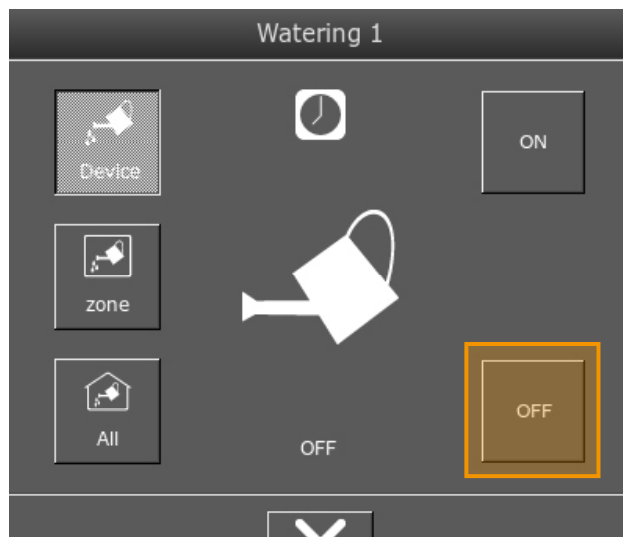 Watering 1
Device
ON
zone
All
OFF
OFF